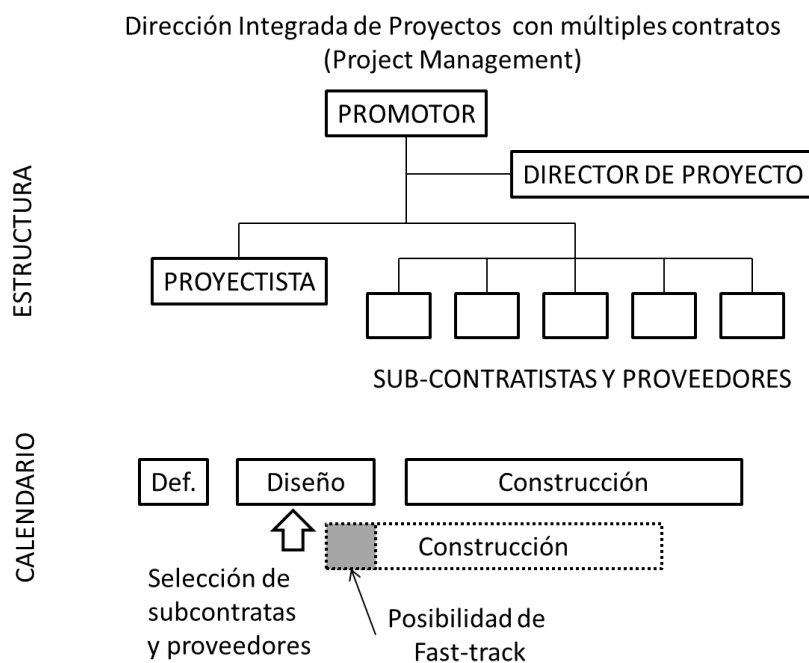 Dirección Integrada de Proyectos con múltiples contratos
(Project Management)
PROMOTOR
DIRECTOR DE PROYECTO
ESTRUCTURA
PROYECTISTA
SUB-CONTRATISTAS Y PROVEEDORES
CALENDARIO
Def.
Diseño
Construcción
Construcción
Selección de
subcontratas
y proveedores
Posibilidad de
Fast-track